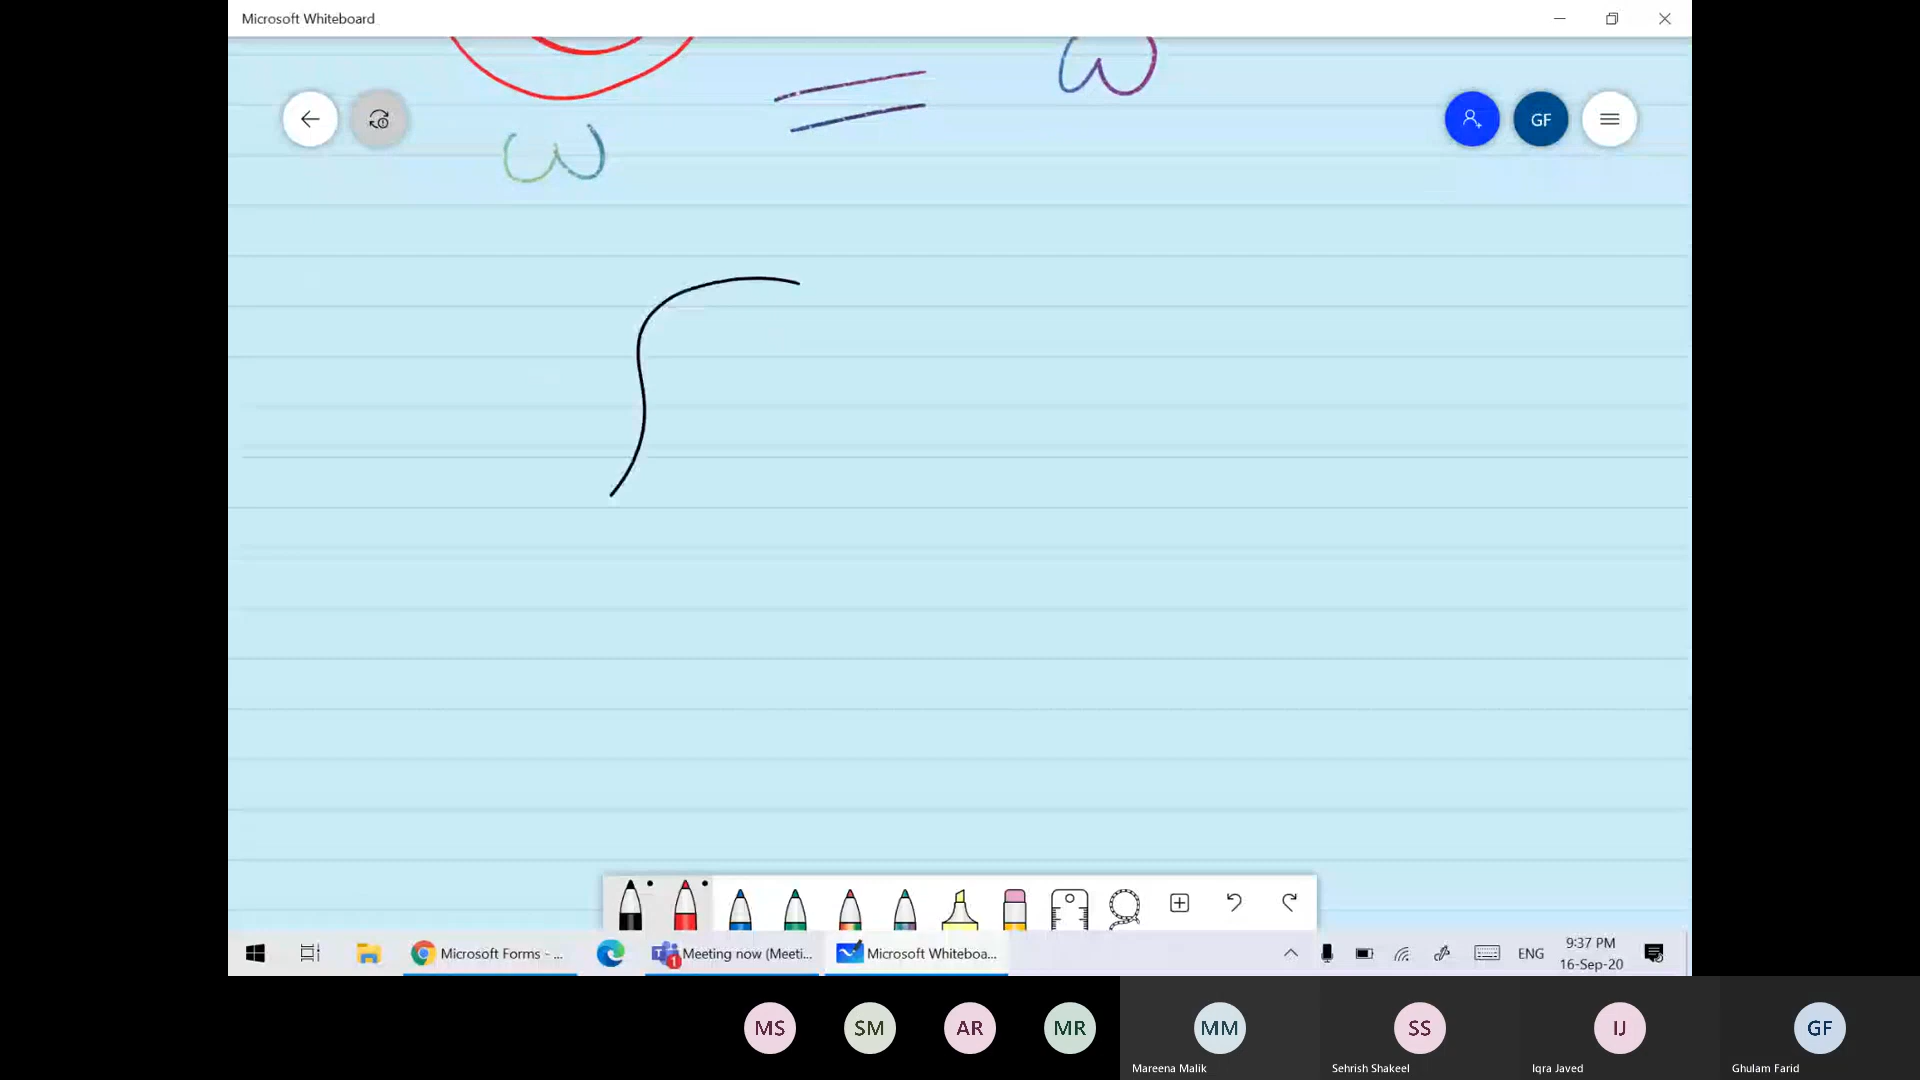 Microsoft Whiteboard
ω
GF
ω
Microsoft Forms - ...
1
Meeting now (Meeti...
Microsoft Whiteboa...
ENG
9:37 PM
16-Sep-20
MS
SM
AR
MR
MM
SS
IJ
GF
Mareena Malik
Sehrish Shakeel
Iqra Javed
Ghulam Farid